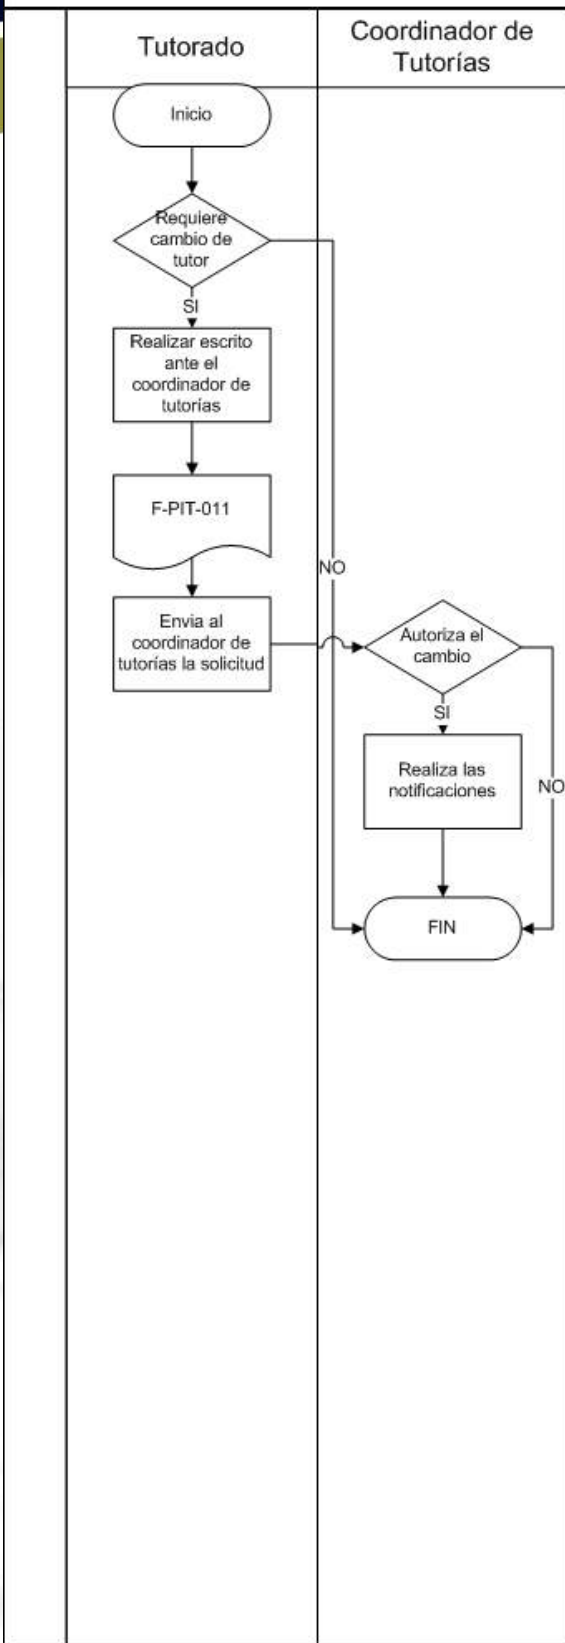 Tutorado
Coordinador de
Tutorías
Inicio
Requiere
cambio de
tutor
SI
Realizar escrito
ante el
coordinador de
tutorías
F-PIT-011
NO
Envia al
coordinador de
tutorías la solicitud
Autoriza el
cambio
SI
Realiza las
notificaciones
NO
FIN